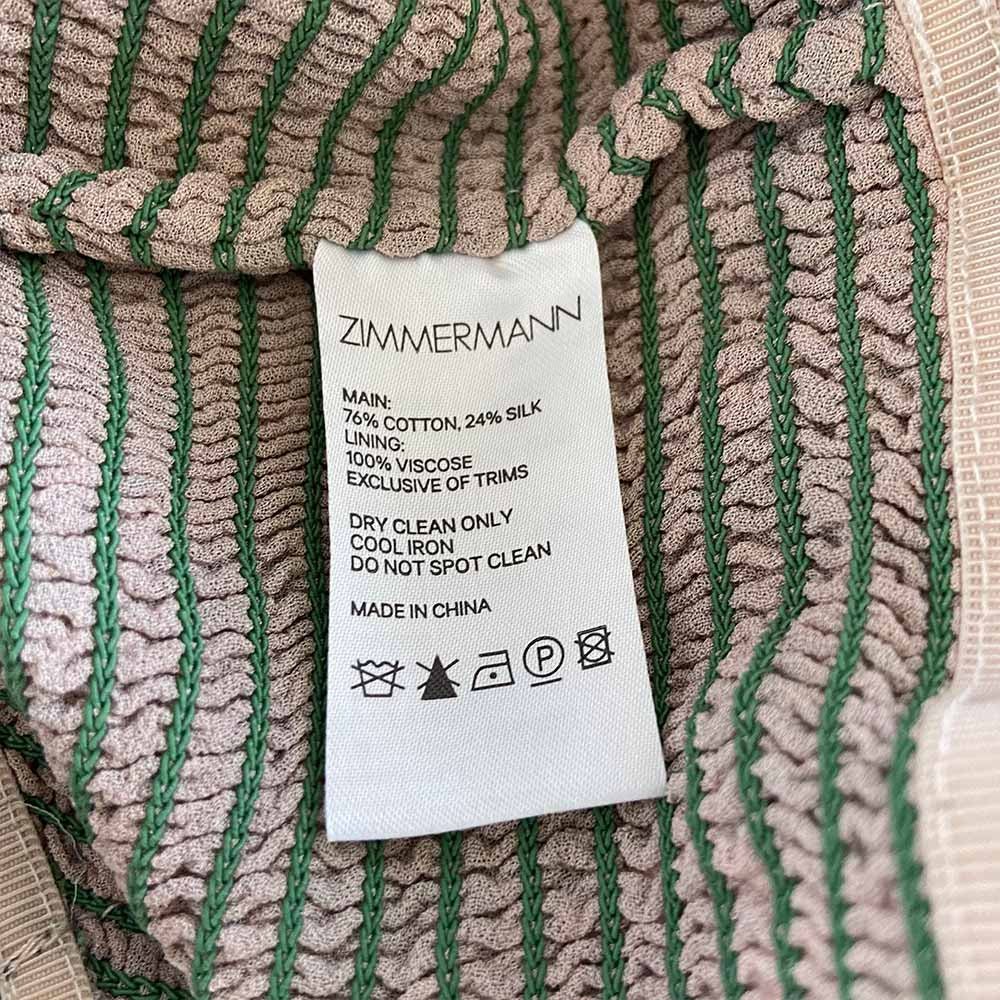 ZIMMERMANN
MAIN:
76% COTTON, 24% SILK
LINING:
100% VISCOSE
EXCLUSIVE OF TRIMS
DRY CLEAN ONLY
COOL IRON
DO NOT SPOT CLEAN
MADE IN CHINA
P